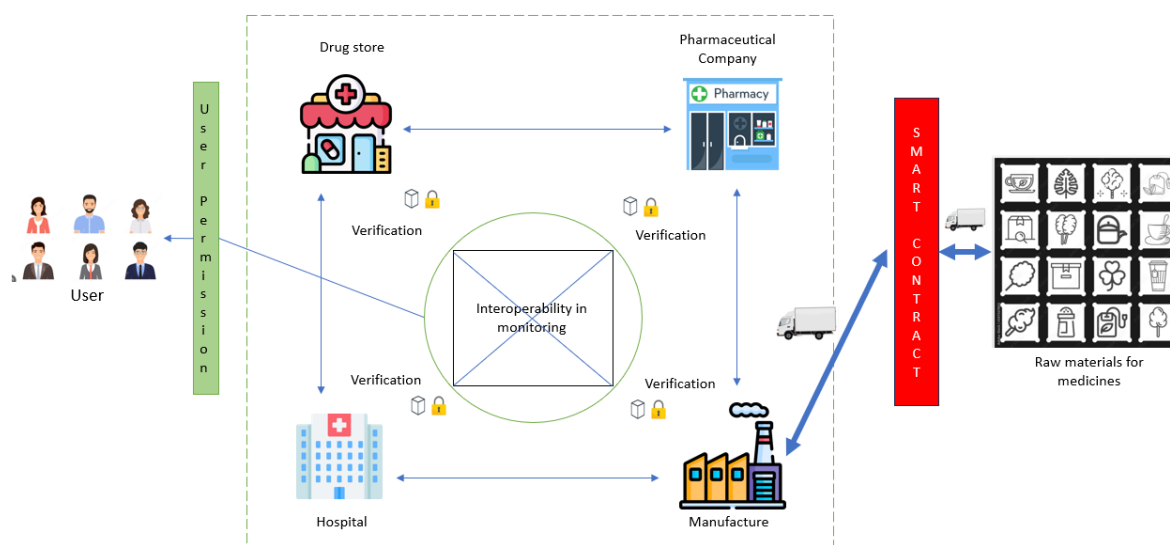 Drug store
Pharmaceutical
Company
Pharmacy
User Permission
SMART CONTRACT
Verification
Verification
Interoperability in
monitoring
User
Verification
Verification
Raw materials for
medicines
Hospital
Manufacture